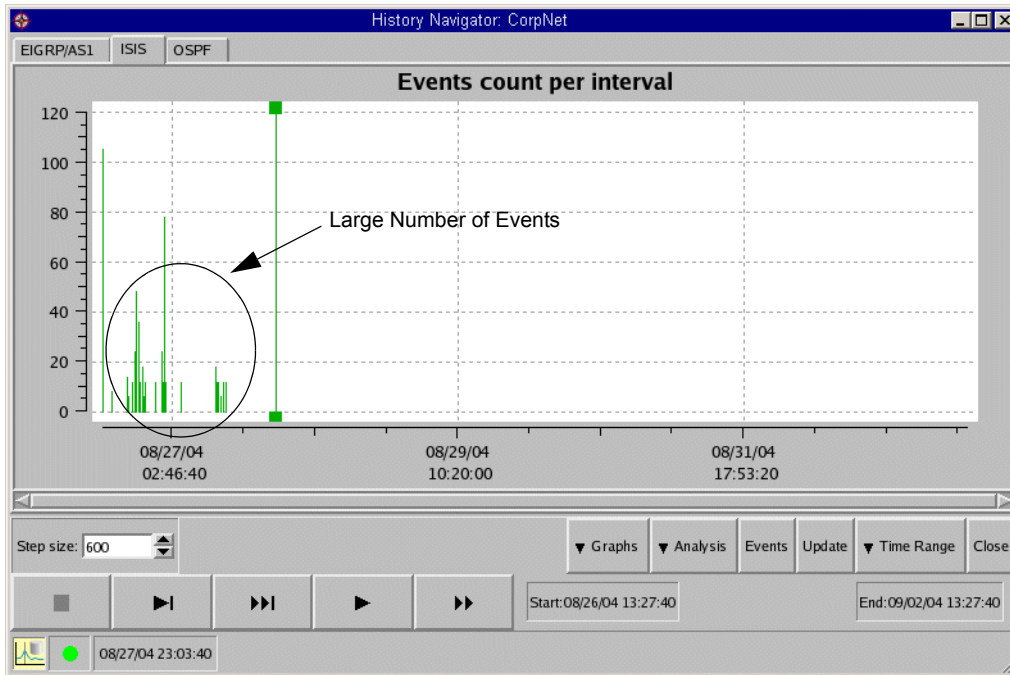 History Navigator: CorpNet
EIGRP/AS1 ISIS OSPF
Events count per interval
120
100
80
60
40
20
0
Large Number of Events
08/27/04 08/29/04 08/31/04
02:46:40 10:20:00 17:53:20
Step size: 600 Graphs Analysis Events Update Time Range Close
Start:08/26/04 13:27:40 End:09/02/04 13:27:40
08/27/04 23:03:40